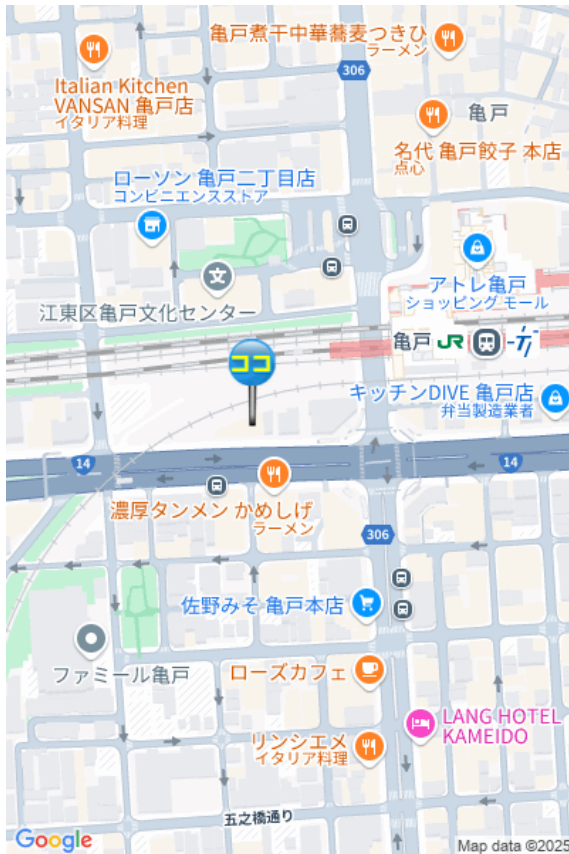 亀戸煮干中華蕎麦つきひ
ラーメン
306
Italian Kitchen
VANSAN 亀戸店
イタリア料理
亀戸
名代 亀戸餃子 本店
点心
ローソン 亀戸二丁目店
コンビニエンスストア
文
アトレ亀戸
ショッピング モール
江東区亀戸文化センター
亀戸 JR
ココ
キッチンDIVE 亀戸店
弁当製造業者
14
14
濃厚タンメン かめしげ
ラーメン
306
佐野みそ 亀戸本店
ファミール亀戸
ローズカフェ
LANG HOTEL
KAMEIDO
リンシエメ
イタリア料理
五之橋通り
Google
Map data ©2025